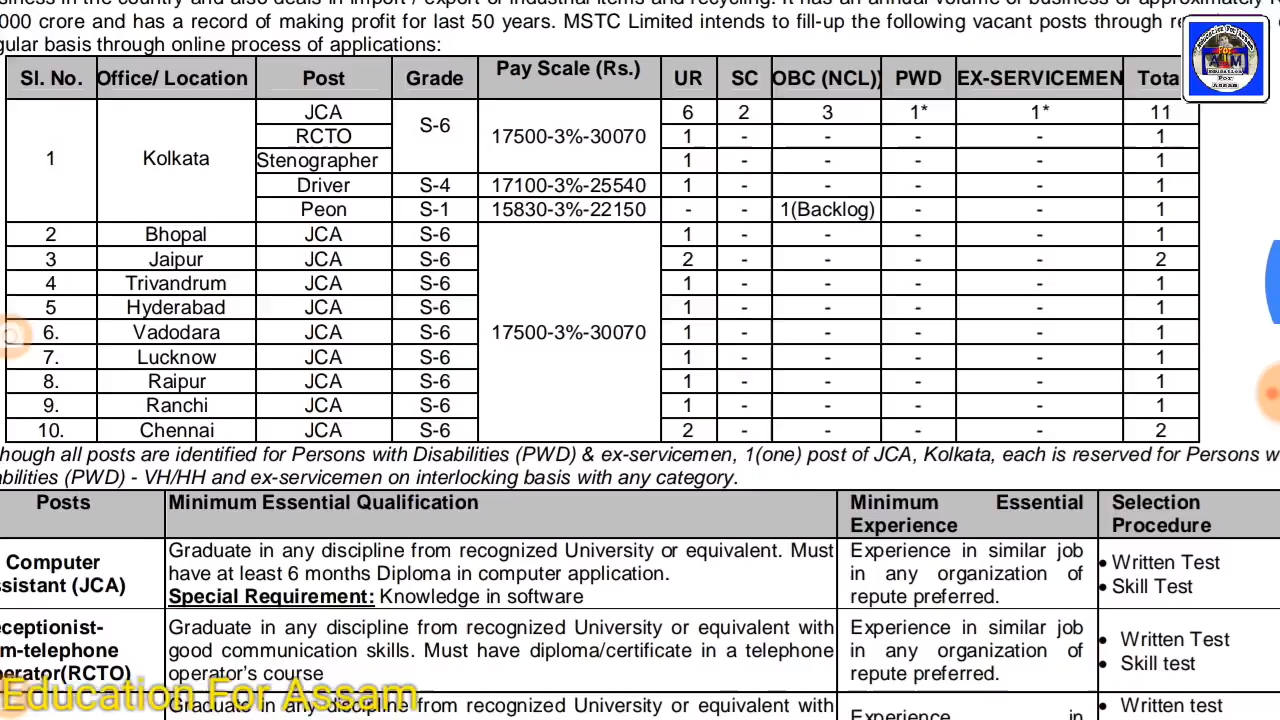 business in the country and also deals in import / export of industrial items and recycling. It has an annual volume of business of approximately
000 crore and has a record of making profit for last 50 years. MSTC Limited intends to fill-up the following vacant posts through
gular basis through online process of applications:
Sl. No. Office/ Location Post Grade Pay Scale (Rs.) UR SC OBC (NCL)) PWD EX-SERVICEMEN Tota
1 Kolkata JCA S-6 17500-3%-30070 6 2 3 1* 1* 11
RCTO 1 - - - - 1
Stenographer 1 - - - - 1
Driver S-4 17100-3%-25540 1 - - - - 1
Peon S-1 15830-3%-22150 - - 1(Backlog) - - 1
2 Bhopal JCA S-6 17500-3%-30070 1 - - - - 1
3 Jaipur JCA S-6 2 - - - - 2
4 Trivandrum JCA S-6 1 - - - - 1
5 Hyderabad JCA S-6 1 - - - - 1
6. Vadodara JCA S-6 1 - - - - 1
7. Lucknow JCA S-6 1 - - - - 1
8. Raipur JCA S-6 1 - - - - 1
9. Ranchi JCA S-6 1 - - - - 1
10. Chennai JCA S-6 2 - - - - 2
hough all posts are identified for Persons with Disabilities (PWD) & ex-servicemen, 1(one) post of JCA, Kolkata, each is reserved for Persons w
abilities (PWD) - VH/HH and ex-servicemen on interlocking basis with any category.
Posts Minimum Essential Qualification Minimum Essential Experience Selection Procedure
Computer
ssistant (JCA)
Graduate in any discipline from recognized University or equivalent. Must
have at least 6 months Diploma in computer application.
Special Requirement: Knowledge in software
Experience in similar job
in any organization of
repute preferred.
• Written Test
• Skill Test
eceptionist-
m-telephone
perator(RCTO)
Graduate in any discipline from recognized University or equivalent with
good communication skills. Must have diploma/certificate in a telephone
operator's course
Experience in similar job
in any organization of
repute preferred.
• Written Test
• Skill test
Graduate in any discipline from recognized University or equivalent with
Experience in
• Written test
Education For Assam